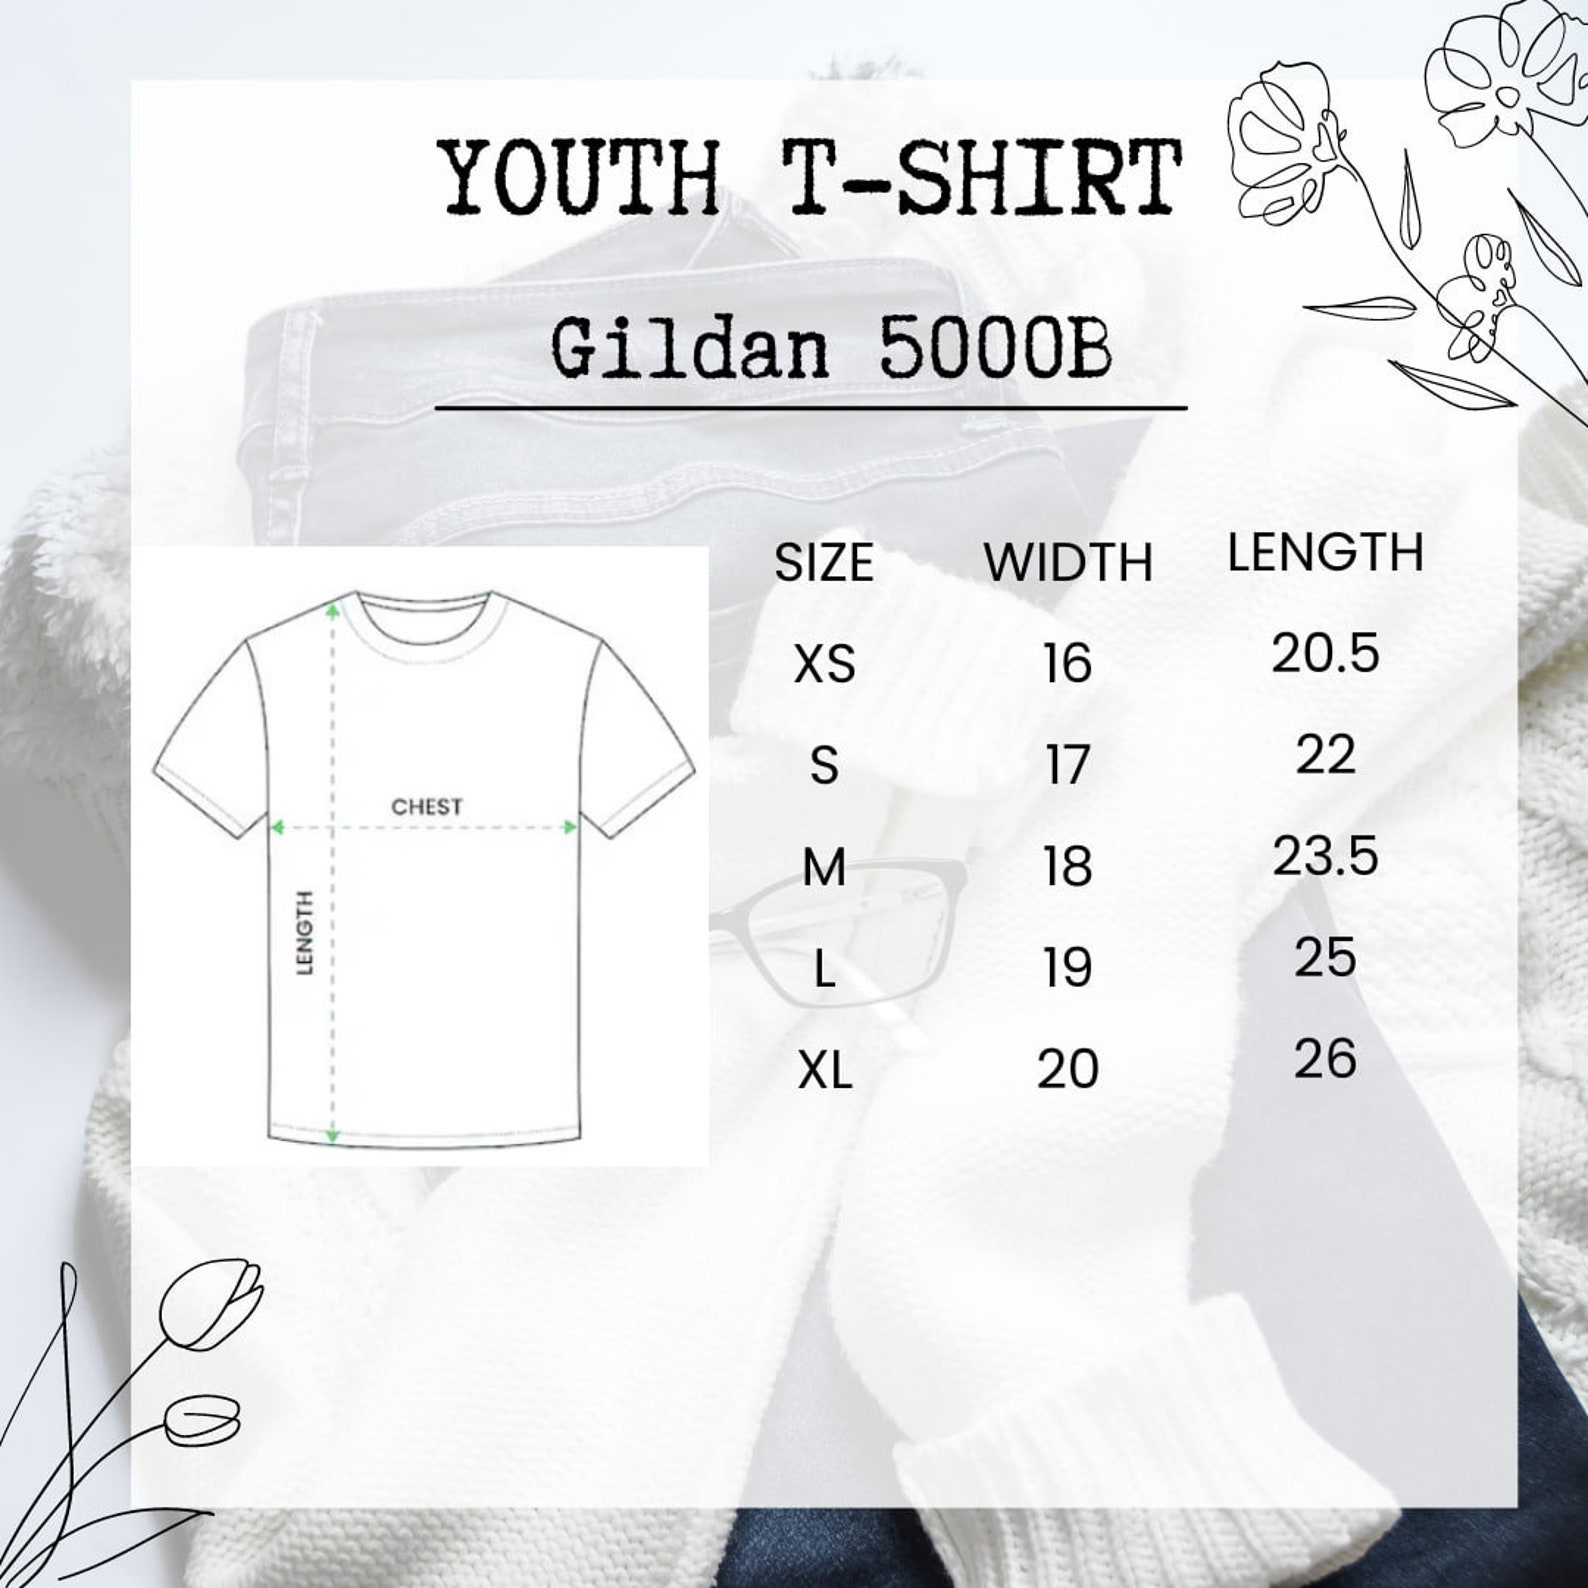 YOUTH T-SHIRT
Gildan 5000B
SIZE WIDTH LENGTH
XS 16 20.5
S 17 22
M 18 23.5
L 19 25
XL 20 26
CHEST
LENGTH